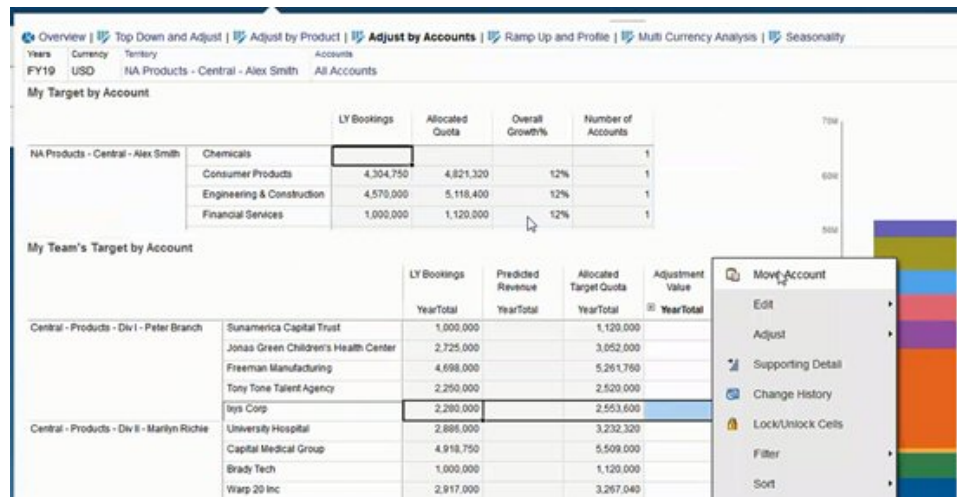 Overview | Top Down and Adjust | Adjust by Product | Adjust by Accounts | Ramp Up and Profile | Multi Currency Analysis | Seasonality
Years Currency Territory Accounts
FY19 USD NA Products - Central - Alex Smith All Accounts
My Target by Account
LY Bookings Allocated Quota Overall Growth% Number of Accounts
NA Products - Central - Alex Smith Chemicals 1
Consumer Products 4,304,750 4,821,320 12% 1
Engineering & Construction 4,570,000 5,118,400 12% 1
Financial Services 1,000,000 1,120,000 12% 1
My Team's Target by Account
LY Bookings Predicted Revenue Allocated Target Quota Adjustment Value
YearTotal YearTotal YearTotal YearTotal
Central - Products - Div I - Peter Branch Sunamerica Capital Trust 1,000,000 1,120,000
Jonas Green Children's Health Center 2,725,000 3,052,000
Freeman Manufacturing 4,698,000 5,261,760
Tony Tone Talent Agency 2,250,000 2,520,000
Ixys Corp 2,280,000 2,553,600
Central - Products - Div II - Marilyn Richie University Hospital 2,886,000 3,232,320
Capital Medical Group 4,918,750 5,509,000
Brady Tech 1,000,000 1,120,000
Warp 20 Inc 2,917,000 3,267,040
Move Account
Edit
Adjust
Supporting Detail
Change History
Lock/Unlock Cells
Filter
Sort
70M
60M
50M